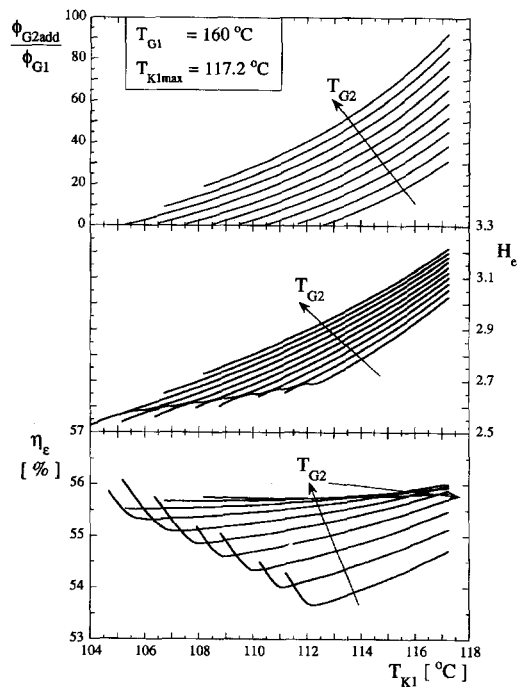 ϕG2add
ϕG1
100
80
60
40
20
0
TG1 = 160 °C
TK1max = 117.2 °C
TG2
3.3
He
3.1
2.9
2.7
2.5
TG2
57
ηε
[ % ]
56
55
54
53
TG2
104 106 108 110 112 114 116 118
TK1 [ °C ]